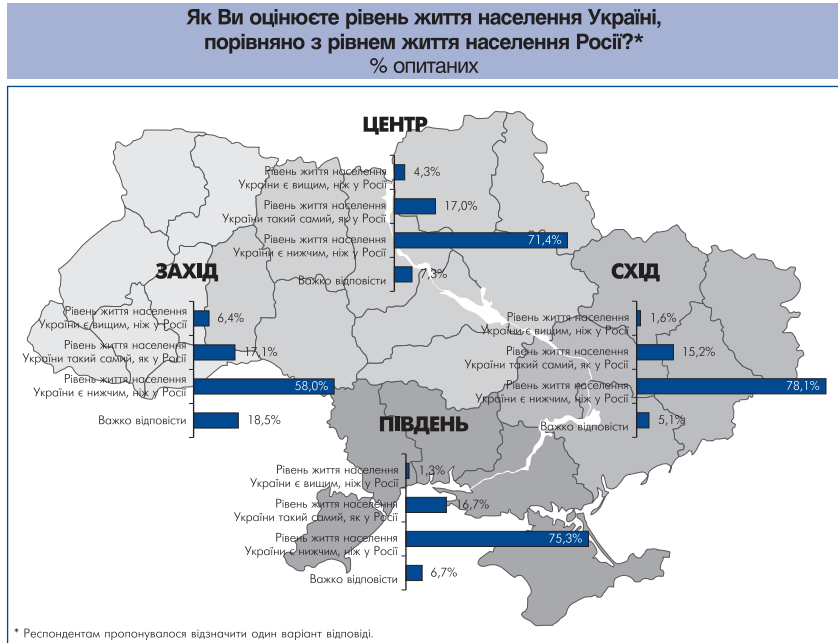 Як Ви оцінюєте рівень життя населення Україні,
порівняно з рівнем життя населення Росії?*
% опитаних
ЦЕНТР
Рівень життя населення
України є вищим, ніж у Росії
4,3%
Рівень життя населення
України такий самий, як у Росії
17,0%
Рівень життя населення
України є нижчим, ніж у Росії
71,4%
Важко відповісти
7,3%
ЗАХІД
Рівень життя населення
України є вищим, ніж у Росії
6,4%
Рівень життя населення
України такий самий, як у Росії
17,1%
Рівень життя населення
України є нижчим, ніж у Росії
58,0%
Важко відповісти
18,5%
СХІД
Рівень життя населення
України є вищим, ніж у Росії
1,6%
Рівень життя населення
України такий самий, як у Росії
15,2%
Рівень життя населення
України є нижчим, ніж у Росії
78,1%
Важко відповісти
5,1%
ПІВДЕНЬ
Рівень життя населення
України є вищим, ніж у Росії
1,3%
Рівень життя населення
України такий самий, як у Росії
16,7%
Рівень життя населення
України є нижчим, ніж у Росії
75,3%
Важко відповісти
6,7%
* Респондентам пропонувалося відзначити один варіант відповіді.